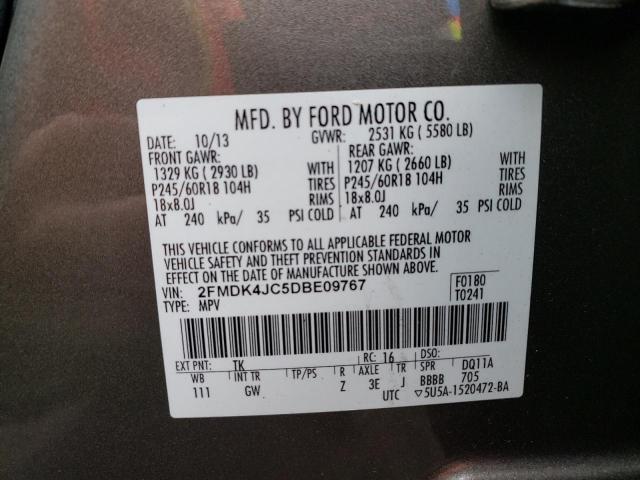 MFD. BY FORD MOTOR CO.
DATE: 10/13 GVWR: 2531 KG ( 5580 LB)
FRONT GAWR: REAR GAWR:
1329 KG ( 2930 LB) WITH 1207 KG ( 2660 LB) WITH
P245/60R18 104H TIRES P245/60R18 104H TIRES
18x8.0J RIMS 18x8.0J RIMS
AT 240 kPa/ 35 PSI COLD AT 240 kPa/ 35 PSI COLD
THIS VEHICLE CONFORMS TO ALL APPLICABLE FEDERAL MOTOR
VEHICLE SAFETY AND THEFT PREVENTION STANDARDS IN
EFFECT ON THE DATE OF MANUFACTURE SHOWN ABOVE.
VIN: 2FMDK4JC5DBE09767 F0180
TYPE: MPV T0241
EXT PNT: TK RC: 16 DSO:
WB INT TR TP/PS R AXLE TR SPR DQ11A
111 GW Z 3E J BBBB 705
UTC ▽5U5A-1520472-BA